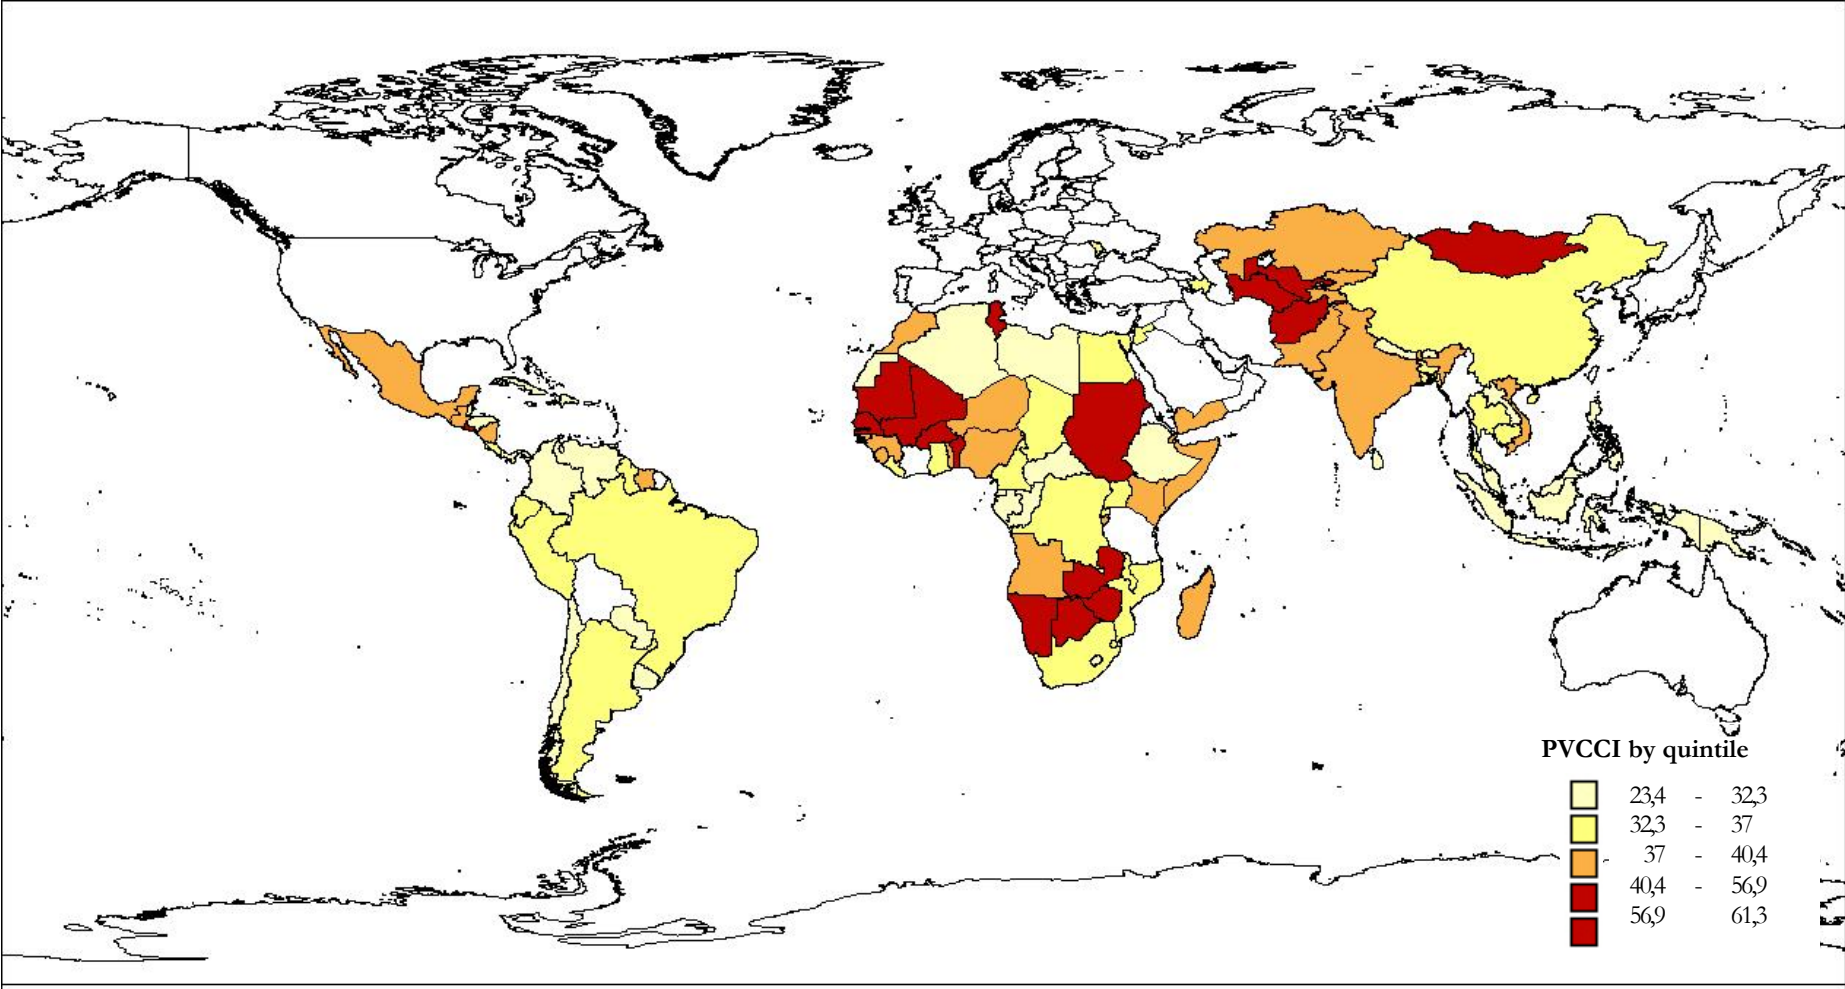 PVCCI by quintile
23,4 - 32,3
32,3 - 37
37 - 40,4
40,4 - 56,9
56,9 61,3